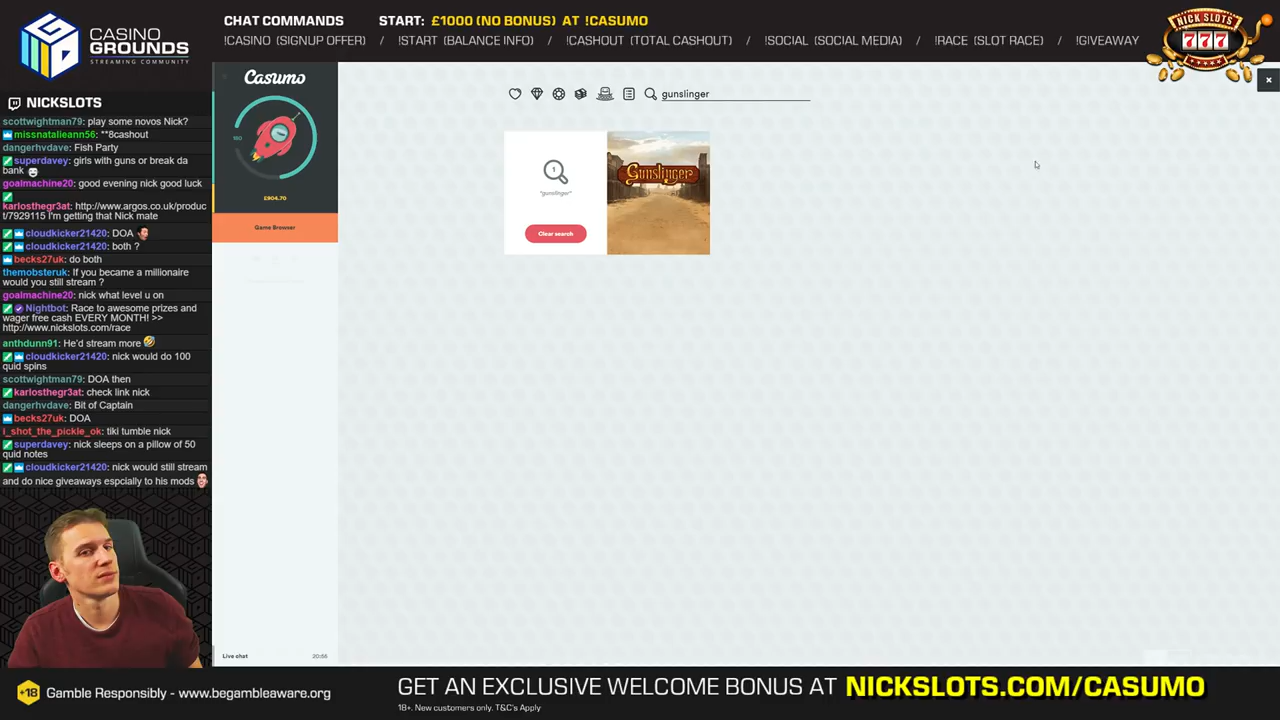 CASINO
GROUNDS
STREAMING COMMUNITY
CHAT COMMANDS
START: £1000 (NO BONUS) AT !CASUMO
!CASINO (SIGNUP OFFER) / !START (BALANCE INFO) / !CASHOUT (TOTAL CASHOUT) / !SOCIAL (SOCIAL MEDIA) / !RACE (SLOT RACE) / !GIVEAWAY
NICK SLOTS
777
NICKSLOTS
scottwightman79: play some novos Nick?
missnatalieann56: **8cashout
dangerhvdave: Fish Party
superdavey: girls with guns or break da
bank
goalmachine20: good evening nick good luck
karlosthegr3at: http://www.argos.co.uk/produc
t/7929115 I'm getting that Nick mate
cloudkicker21420: DOA
cloudkicker21420: both ?
becks27uk: do both
themobsteruk: If you became a millionaire
would you still stream ?
goalmachine20: nick what level u on
Nightbot: Race to awesome prizes and
wager free cash EVERY MONTH! >>
http://www.nickslots.com/race
anthdunn91: He'd stream more
cloudkicker21420: nick would do 100
quid spins
scottwightman79: DOA then
karlosthegr3at: check link nick
dangerhvdave: Bit of Captain
becks27uk: DOA
i_shot_the_pickle_ok: tiki tumble nick
superdavey: nick sleeps on a pillow of 50
quid notes
cloudkicker21420: nick would still stream
and do nice giveaways espcially to his mods
Casumo
£904.70
Game Browser
Live chat 20:55
gunslinger
1
"gunslinger"
Clear search
Gunslinger
+18 Gamble Responsibly - www.begambleaware.org
GET AN EXCLUSIVE WELCOME BONUS AT NICKSLOTS.COM/CASUMO
18+. New customers only. T&C's Apply